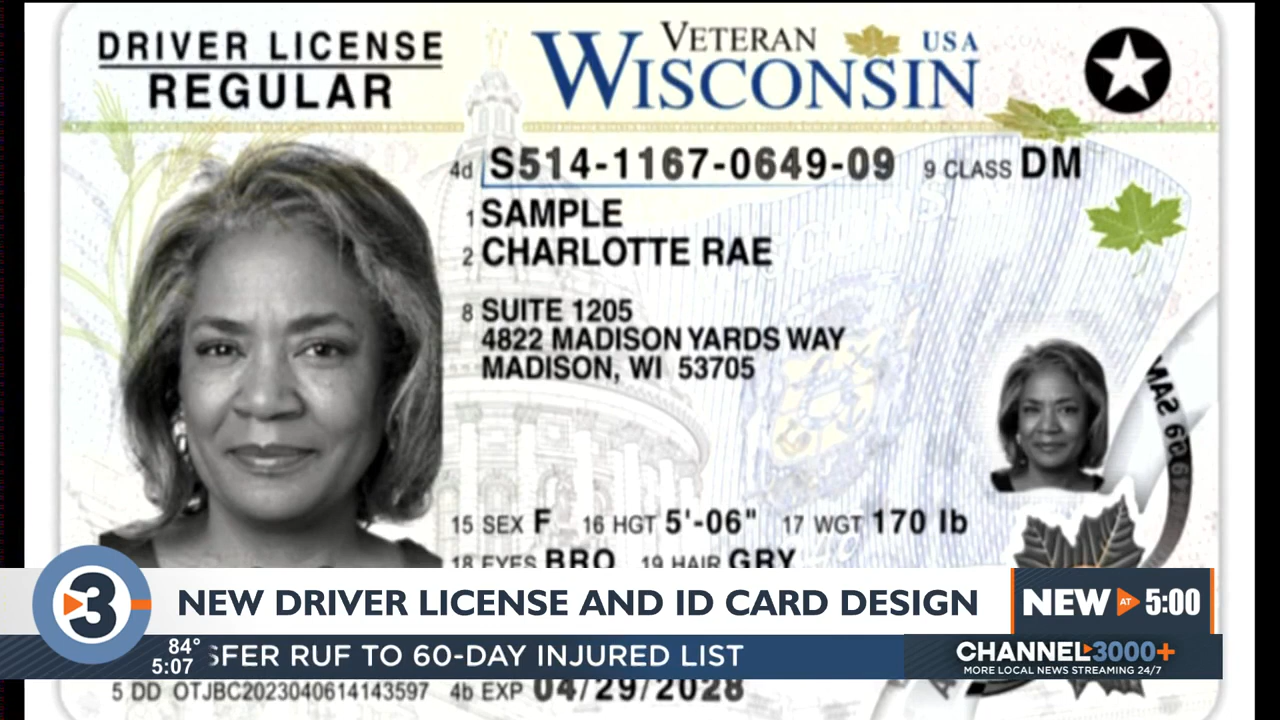 DRIVER LICENSE
REGULAR
VETERAN
USA
WISCONSIN
4d S514-1167-0649-09 9 CLASS DM
1 SAMPLE
2 CHARLOTTE RAE
8 SUITE 1205
4822 MADISON YARDS WAY
MADISON, WI 53705
15 SEX F 16 HGT 5'-06" 17 WGT 170 lb
18 EYES BRO 19 HAIR GRY
3
NEW DRIVER LICENSE AND ID CARD DESIGN
NEW AT 5:00
84°
5:07
SFER RUF TO 60-DAY INJURED LIST
CHANNEL3000+
MORE LOCAL NEWS STREAMING 24/7
5 DD OTJBC2023040614143597 4b EXP 04/29/2028